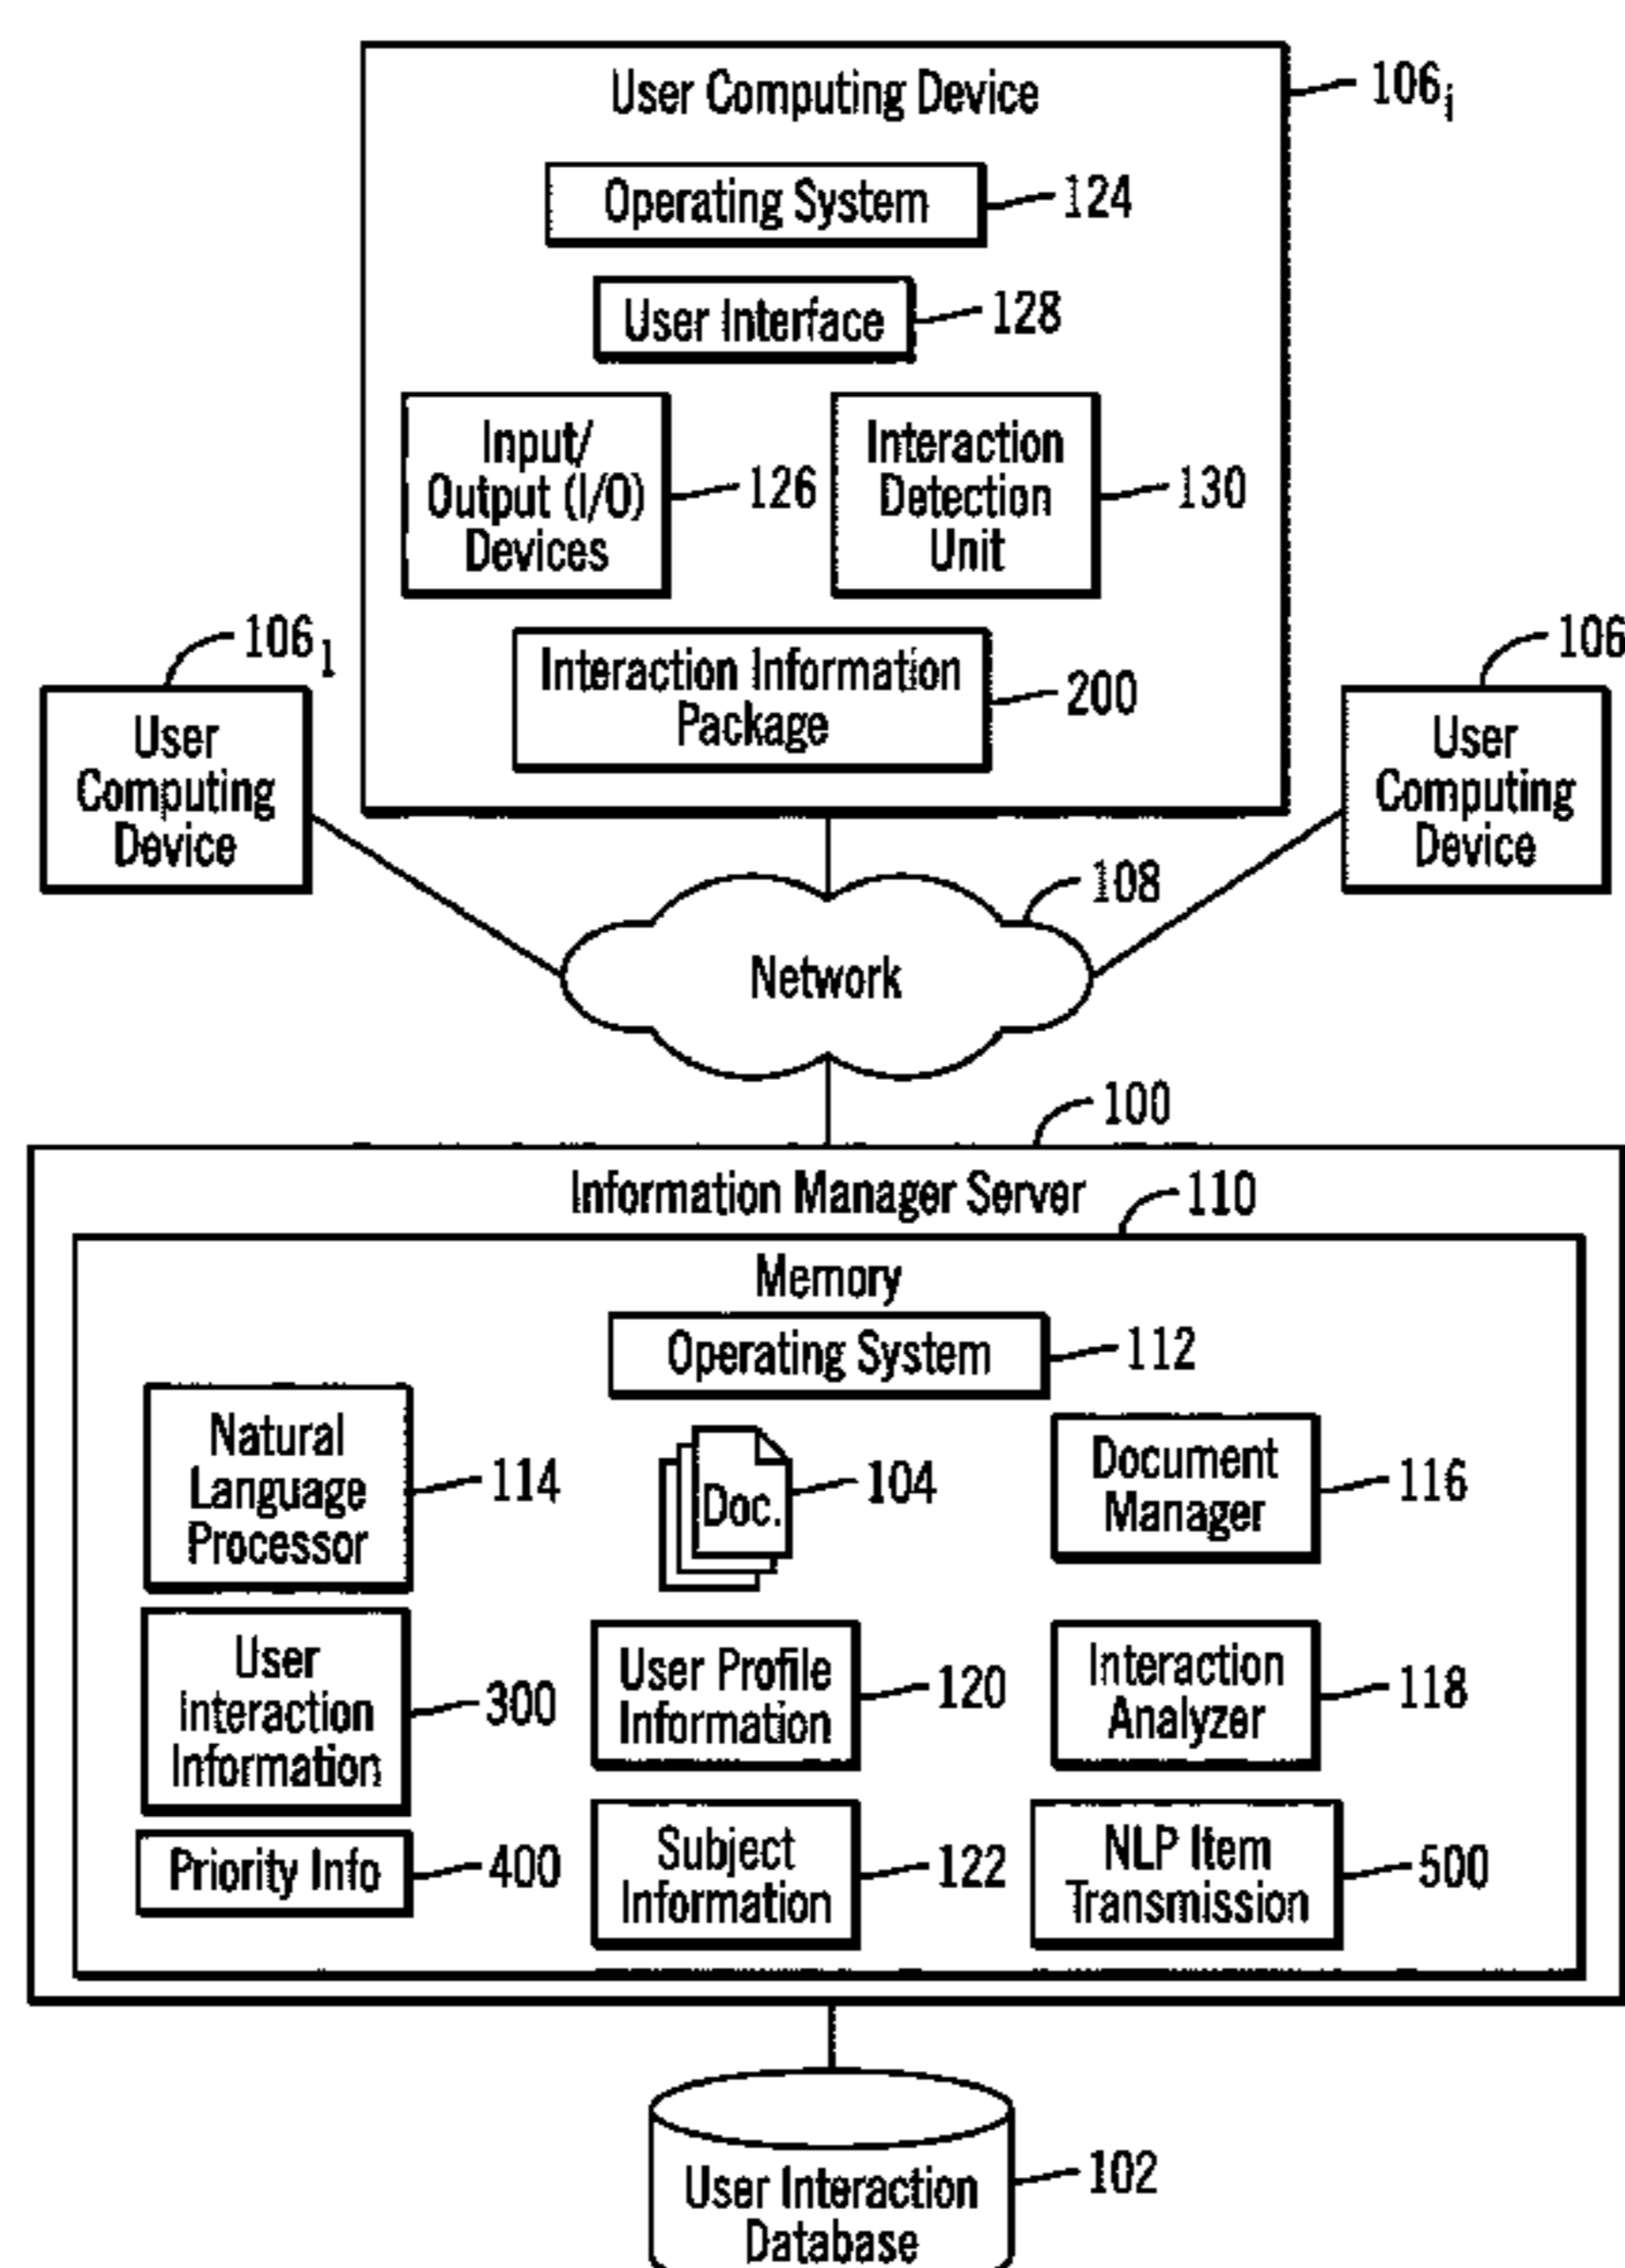 User Computing Device
106i
Operating System
124
User Interface
128
Input/
Output (I/O)
Devices
126
Interaction
Detection
Unit
130
Interaction Information
Package
200
1061
User
Computing
Device
106
User
Computing
Device
108
Network
100
Information Manager Server
110
Memory
Operating System
112
Natural
Language
Processor
114
Doc.
104
Document
Manager
116
User
Interaction
Information
300
User Profile
Information
120
Interaction
Analyzer
118
Priority Info
400
Subject
Information
122
NLP Item
Transmission
500
User Interaction
Database
102